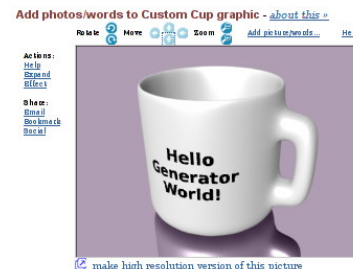 Add photos/words to Custom Cup graphic - about this »
Rotate Move Zoom Add picture/words... He
Actions:
Help
Expand
Effect
Share:
Email
Bookmark
Social
Hello
Generator
World!
make high resolution version of this picture